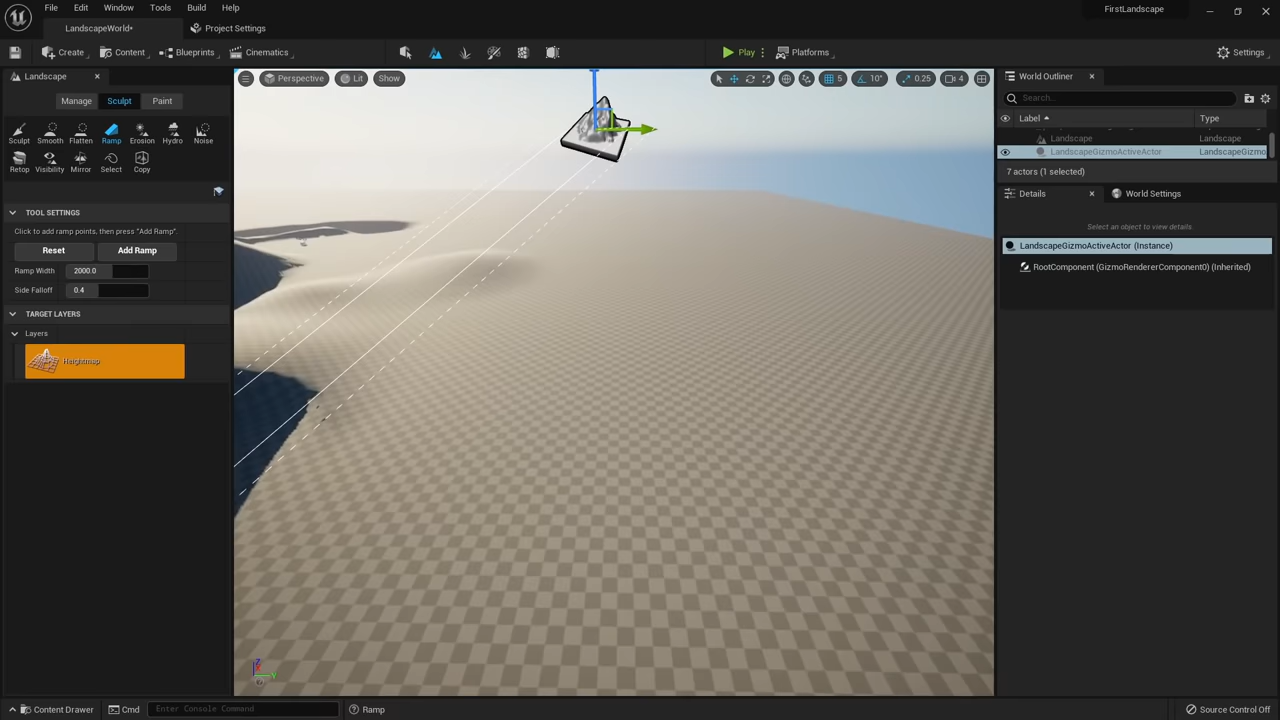 File Edit Window Tools Build Help
FirstLandscape
LandscapeWorld*
Project Settings
Create Content Blueprints Cinematics
Play Platforms
Settings
Landscape
Manage Sculpt Paint
Sculpt Smooth Flatten Ramp Erosion Hydro Noise
Retop Visibility Mirror Select Copy
TOOL SETTINGS
Click to add ramp points, then press "Add Ramp".
Reset Add Ramp
Ramp Width 2000.0
Side Falloff 0.4
TARGET LAYERS
Layers
Heightmap
Perspective Lit Show
5 10° 0.25 4
Z
X
Y
World Outliner
Search...
Label Type
Landscape Landscape
LandscapeGizmoActiveActor LandscapeGizmo
7 actors (1 selected)
Details World Settings
Select an object to view details.
LandscapeGizmoActiveActor (Instance)
RootComponent (GizmoRendererComponent0) (Inherited)
Content Drawer Cmd Enter Console Command Ramp
Source Control Off